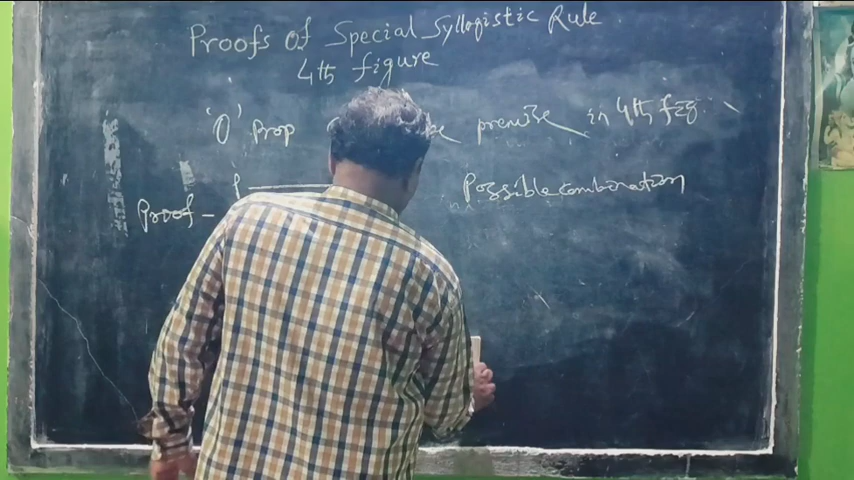 Proofs of Special Syllogistic Rule
4th figure
'O' Prop premise in 4th fig.
P Possible combination
Proof –